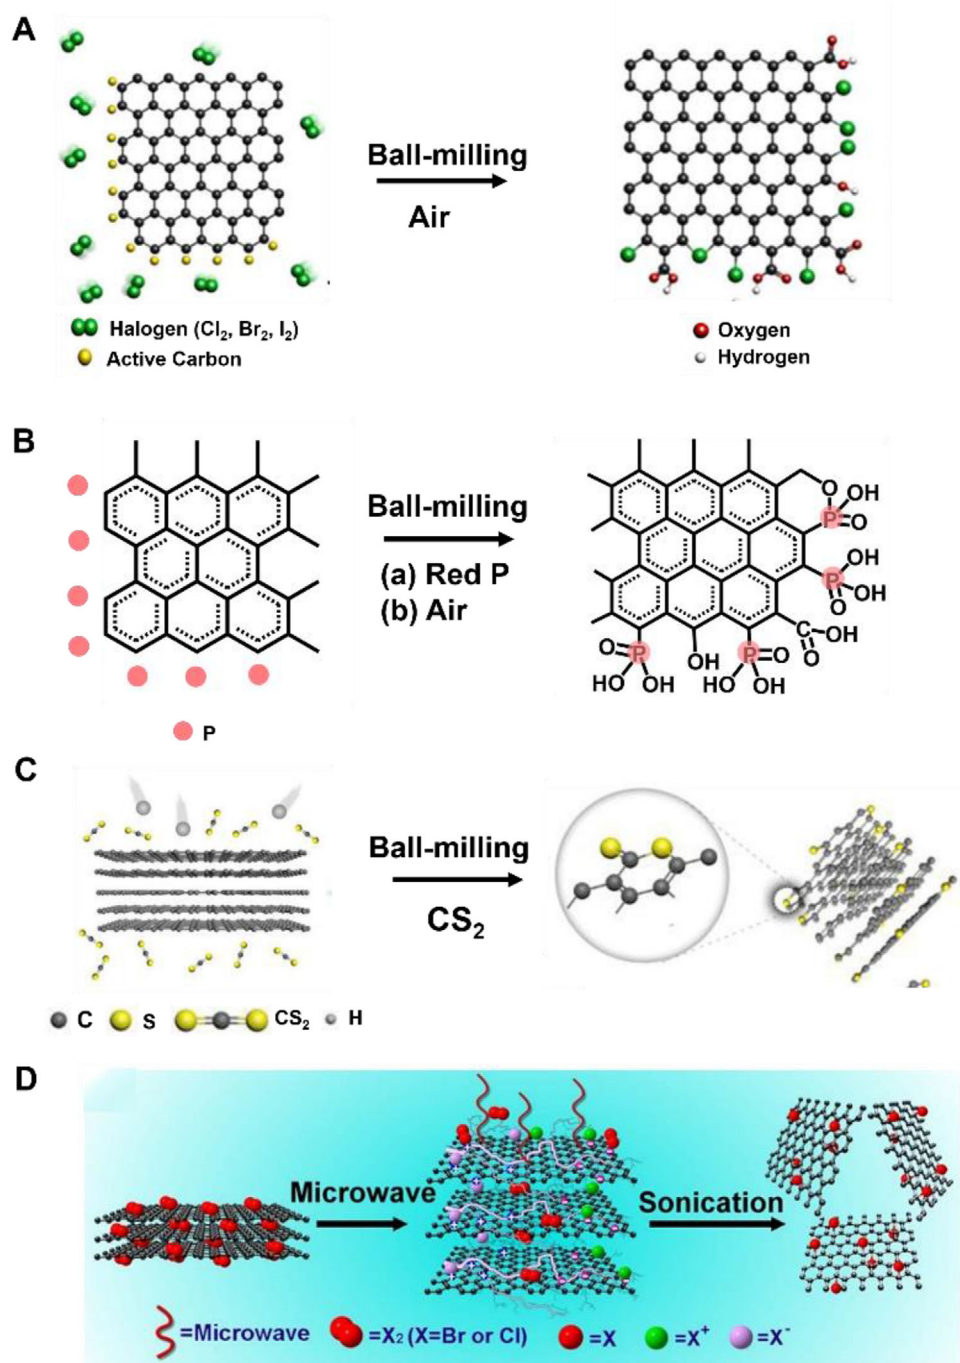 A
Ball-milling
Air
Halogen (Cl₂, Br₂, I₂)
Active Carbon
Oxygen
Hydrogen
B
Ball-milling
(a) Red P
(b) Air
P
O
OH
P=O
P
OH
OH
O
C-OH
O
O=P
HO OH
OH
P=O
HO OH
C
Ball-milling
CS₂
C
S
CS₂
H
D
Microwave
Sonication
=Microwave
=X₂ (X=Br or Cl)
=X
=X⁺
=X⁻